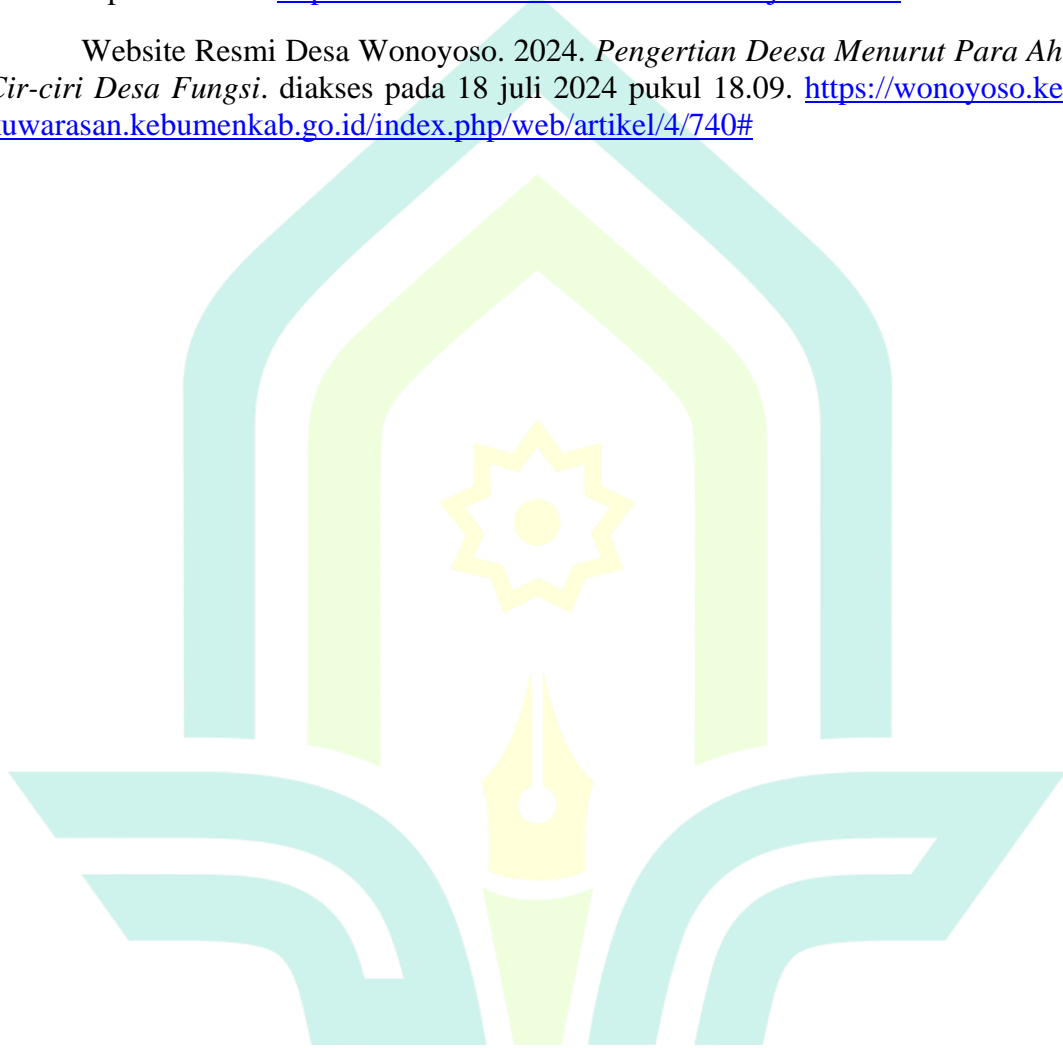 Website Resmi Desa Wonoyoso. 2024. Pengertian Deesa Menurut Para Ah
Cir-ciri Desa Fungsi. diakses pada 18 juli 2024 pukul 18.09. https://wonoyoso.ke
kuwarasan.kebumenkab.go.id/index.php/web/artikel/4/740#